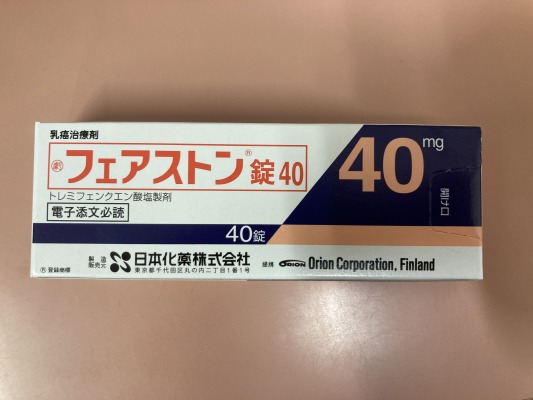 乳癌治療剤
劇 フェアストン®錠40
トレミフェンクエン酸塩製剤
電子添文必読
40mg
開け口
40錠
製造販売元 日本化薬株式会社
東京都千代田区丸の内二丁目1番1号
提携 ORION Orion Corporation, Finland
®登録商標